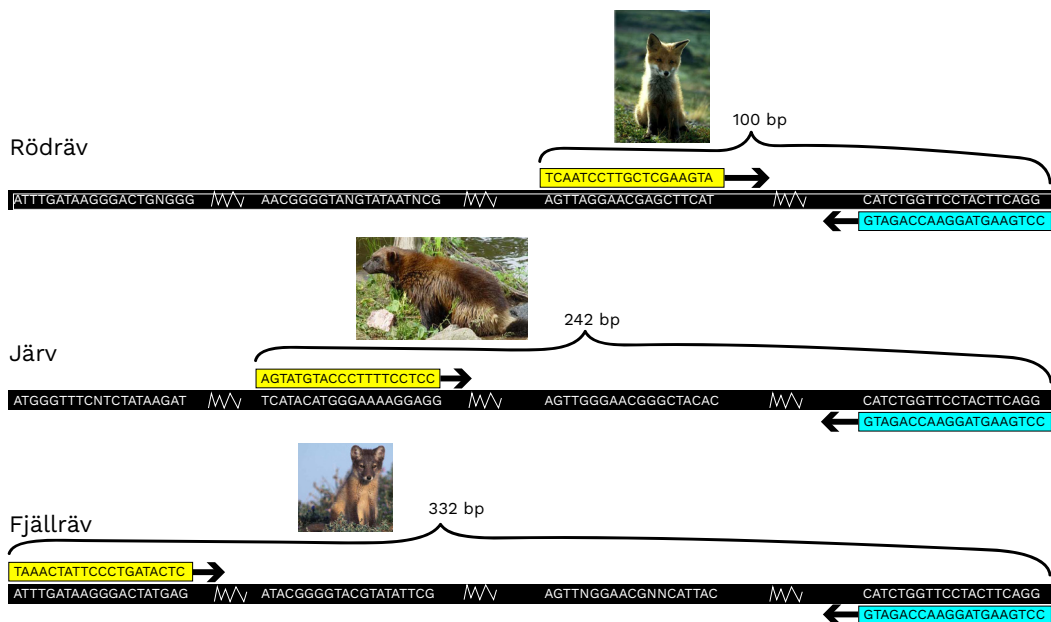 100 bp
Rödräv
TCAATCCTTGCTCGAAGTA
ATTTGATAAGGGACTGNGGG AACGGGGTANGTATAATNCG AGTTAGGAACGAGCTTCAT CATCTGGTTCCTACTTCAGG
GTAGACCAAGGATGAAGTCC
242 bp
Järv
AGTATGTACCCTTTTCCTCC
ATGGGTTTCNTCTATAAGAT TCATACATGGGAAAAGGAGG AGTTGGGAACGGGCTACAC CATCTGGTTCCTACTTCAGG
GTAGACCAAGGATGAAGTCC
332 bp
Fjällräv
TAAACTATTCCCTGATACTC
ATTTGATAAGGGACTATGAG ATACGGGGTACGTATATTCG AGTTNGGAACGNNCATTAC CATCTGGTTCCTACTTCAGG
GTAGACCAAGGATGAAGTCC